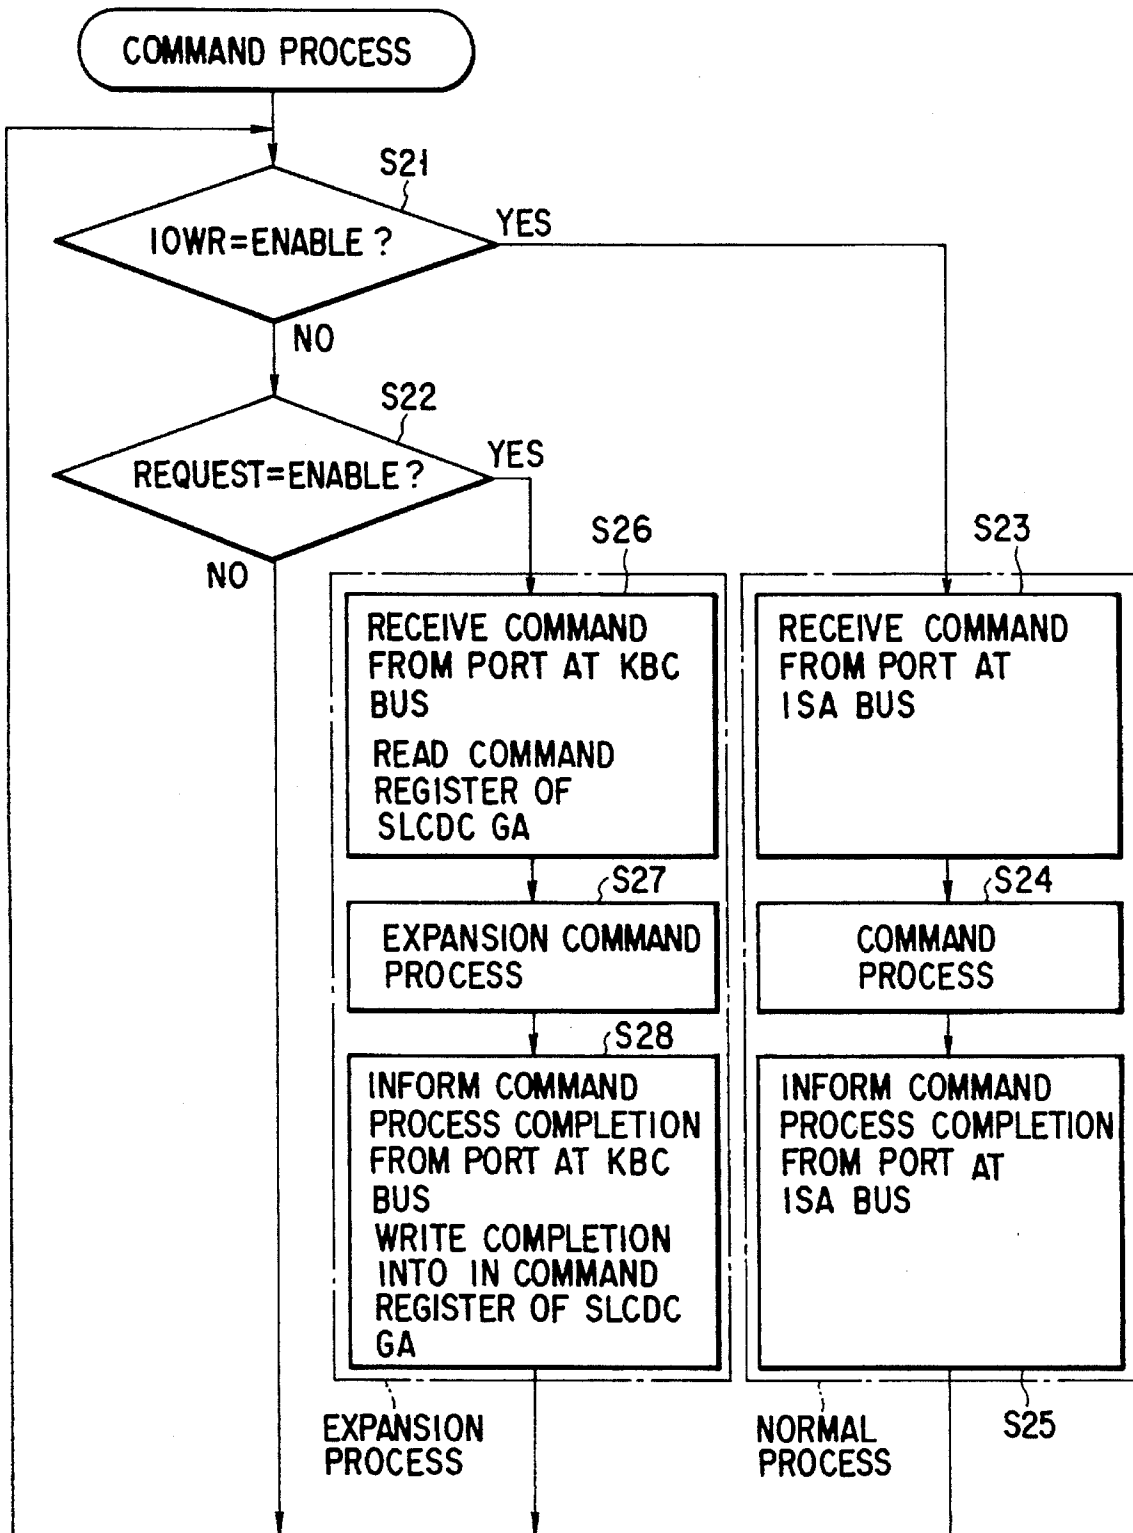 COMMAND PROCESS
S21
IOWR=ENABLE ?
YES
NO
S22
REQUEST=ENABLE ?
YES
NO
S26
RECEIVE COMMAND
FROM PORT AT KBC
BUS
READ COMMAND
REGISTER OF
SLCDC GA
S27
EXPANSION COMMAND
PROCESS
S28
INFORM COMMAND
PROCESS COMPLETION
FROM PORT AT KBC
BUS
WRITE COMPLETION
INTO IN COMMAND
REGISTER OF SLCDC
GA
EXPANSION
PROCESS
S23
RECEIVE COMMAND
FROM PORT AT
ISA BUS
S24
COMMAND
PROCESS
INFORM COMMAND
PROCESS COMPLETION
FROM PORT AT
ISA BUS
S25
NORMAL
PROCESS